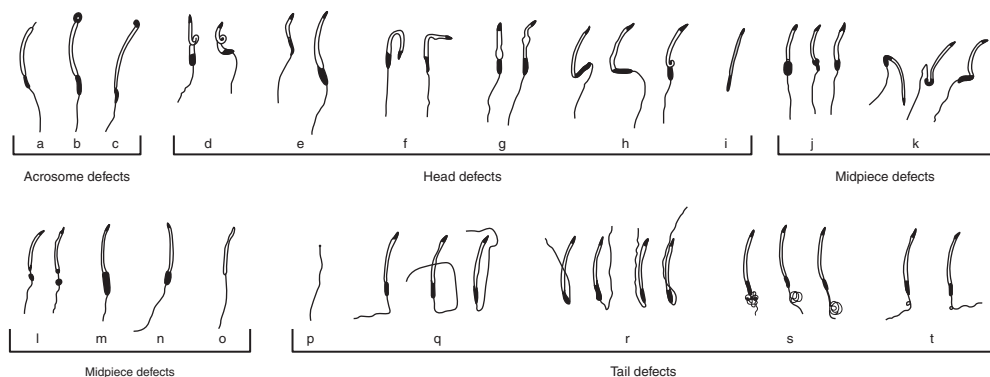 a b c d e f g h i j k
Acrosome defects Head defects Midpiece defects
l m n o p q r s t
Midpiece defects Tail defects